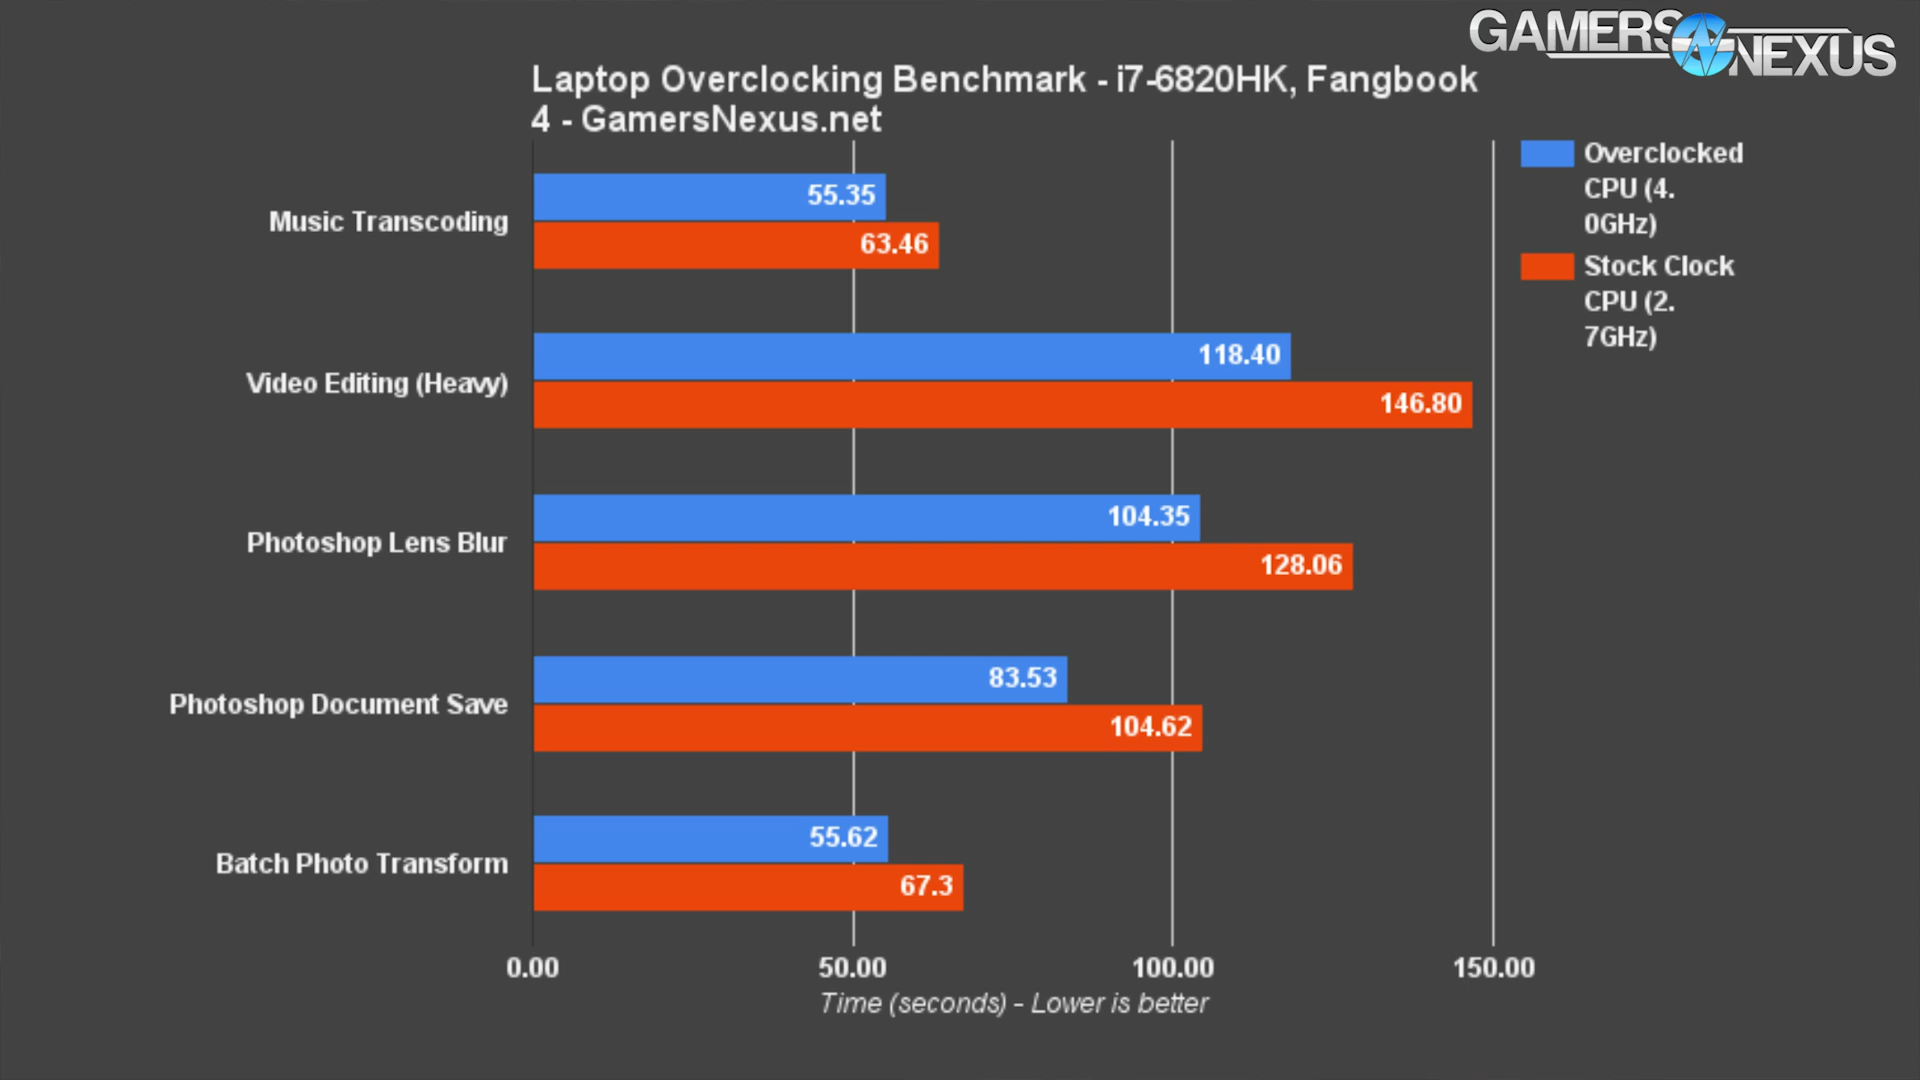 GAMERS NEXUS
Laptop Overclocking Benchmark - i7-6820HK, Fangbook
4 - GamersNexus.net
Overclocked
CPU (4.
0GHz)
Stock Clock
CPU (2.
7GHz)
Music Transcoding
55.35
63.46
Video Editing (Heavy)
118.40
146.80
Photoshop Lens Blur
104.35
128.06
Photoshop Document Save
83.53
104.62
Batch Photo Transform
55.62
67.3
0.00 50.00 100.00 150.00
Time (seconds) - Lower is better